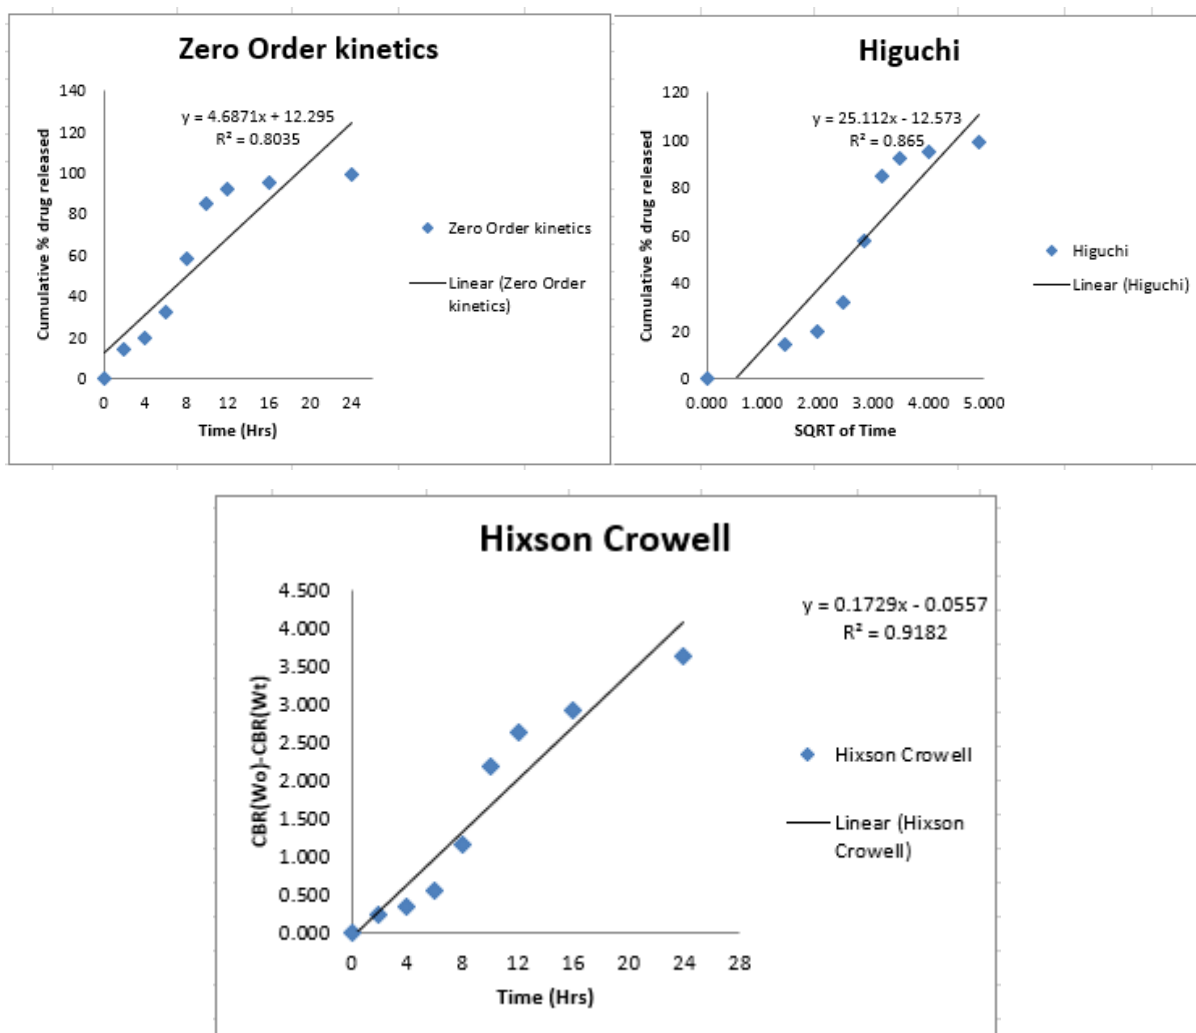 Zero Order kinetics
Cumulative % drug released
140
120
100
80
60
40
20
0
y = 4.6871x + 12.295
R² = 0.8035
0 4 8 12 16 20 24
Time (Hrs)
Zero Order kinetics
Linear (Zero Order
kinetics)
Higuchi
Cumulative % drug released
120
100
80
60
40
20
0
y = 25.112x - 12.573
R² = 0.865
0.000 1.000 2.000 3.000 4.000 5.000
SQRT of Time
Higuchi
Linear (Higuchi)
Hixson Crowell
CBR(Wo)-CBR(Wt)
4.500
4.000
3.500
3.000
2.500
2.000
1.500
1.000
0.500
0.000
y = 0.1729x - 0.0557
R² = 0.9182
0 4 8 12 16 20 24 28
Time (Hrs)
Hixson Crowell
Linear (Hixson
Crowell)